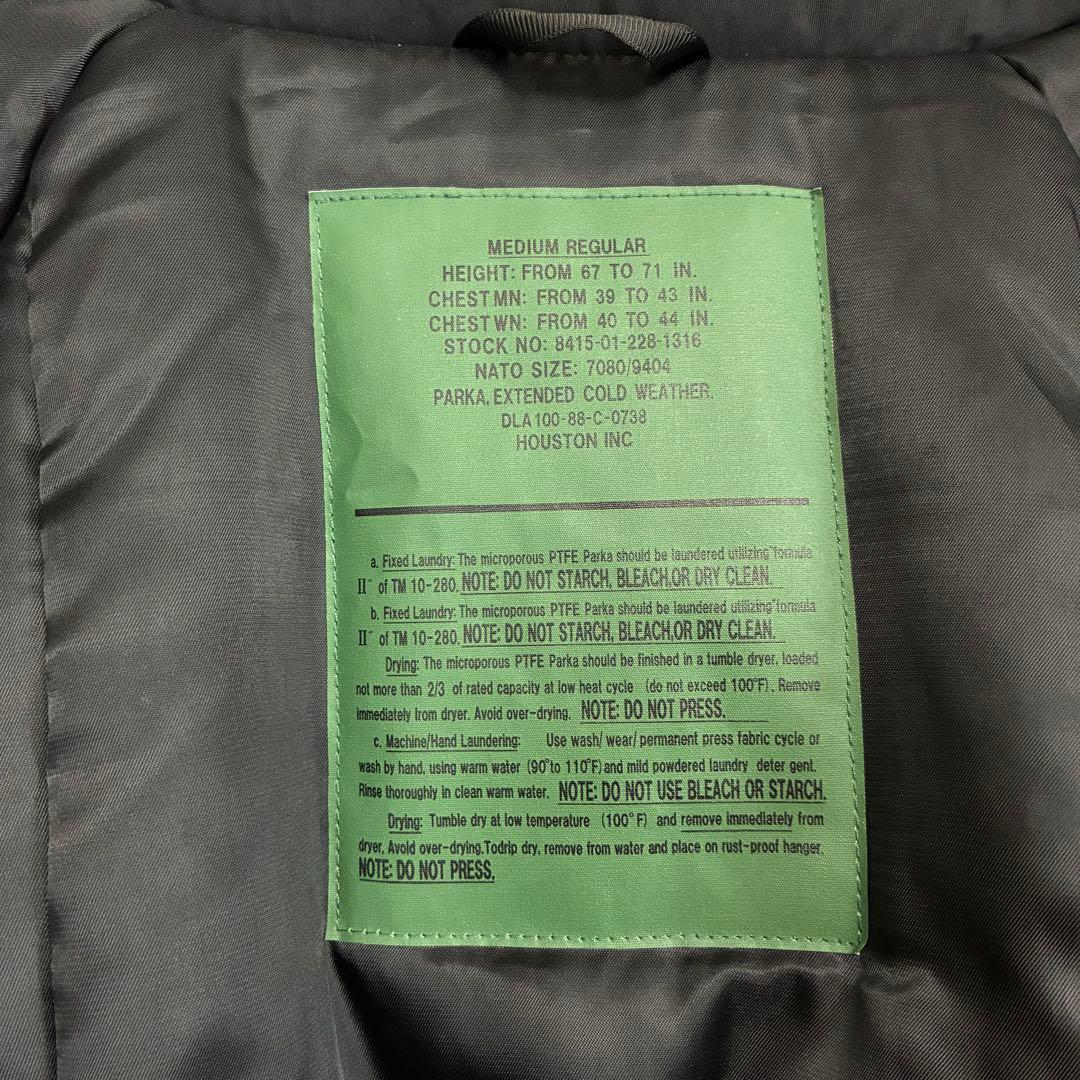 MEDIUM REGULAR
HEIGHT: FROM 67 TO 71 IN.
CHESTMN: FROM 39 TO 43 IN.
CHESTWN: FROM 40 TO 44 IN.
STOCK NO: 8415-01-228-1316
NATO SIZE: 7080/9404
PARKA, EXTENDED COLD WEATHER.
DLA100-88-C-0738
HOUSTON INC
a. Fixed Laundry: The microporous PTFE Parka should be laundered utilizing "formula
II" of TM 10-280. NOTE: DO NOT STARCH, BLEACH,OR DRY CLEAN.
b. Fixed Laundry: The microporous PTFE Parka should be laundered utilizing "formula
II" of TM 10-280. NOTE: DO NOT STARCH, BLEACH,OR DRY CLEAN.
Drying: The microporous PTFE Parka should be finished in a tumble dryer. loaded
not more than 2/3 of rated capacity at low heat cycle (do not exceed 100°F). Remove
immediately from dryer. Avoid over-drying. NOTE: DO NOT PRESS.
c. Machine/Hand Laundering: Use wash/ wear/ permanent press fabric cycle or
wash by hand, using warm water (90°to 110°F)and mild powdered laundry deter gent.
Rinse thoroughly in clean warm water. NOTE: DO NOT USE BLEACH OR STARCH.
Drying: Tumble dry at low temperature (100°F) and remove immediately from
dryer, Avoid over-drying.Todrip dry, remove from water and place on rust-proof hanger.
NOTE: DO NOT PRESS.